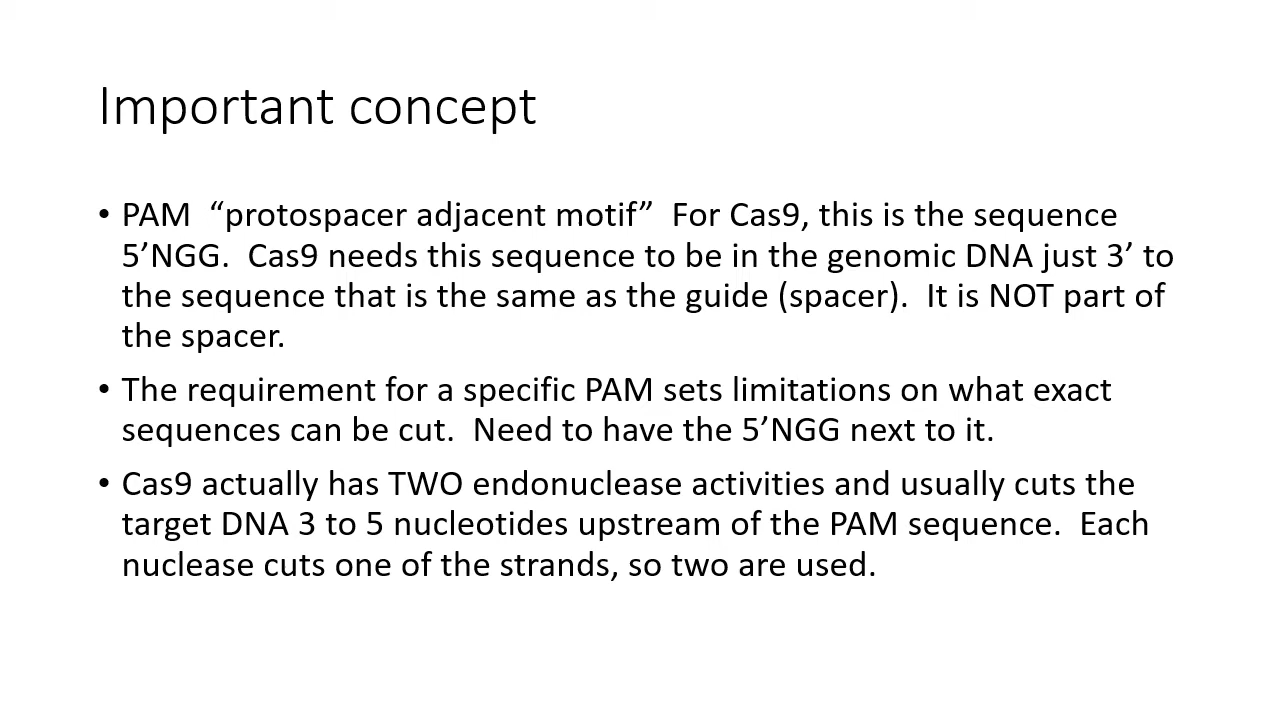 Important concept
• PAM  “protospacer adjacent motif”  For Cas9, this is the sequence
5’NGG.  Cas9 needs this sequence to be in the genomic DNA just 3’ to
the sequence that is the same as the guide (spacer).  It is NOT part of
the spacer.
• The requirement for a specific PAM sets limitations on what exact
sequences can be cut.  Need to have the 5’NGG next to it.
• Cas9 actually has TWO endonuclease activities and usually cuts the
target DNA 3 to 5 nucleotides upstream of the PAM sequence.  Each
nuclease cuts one of the strands, so two are used.